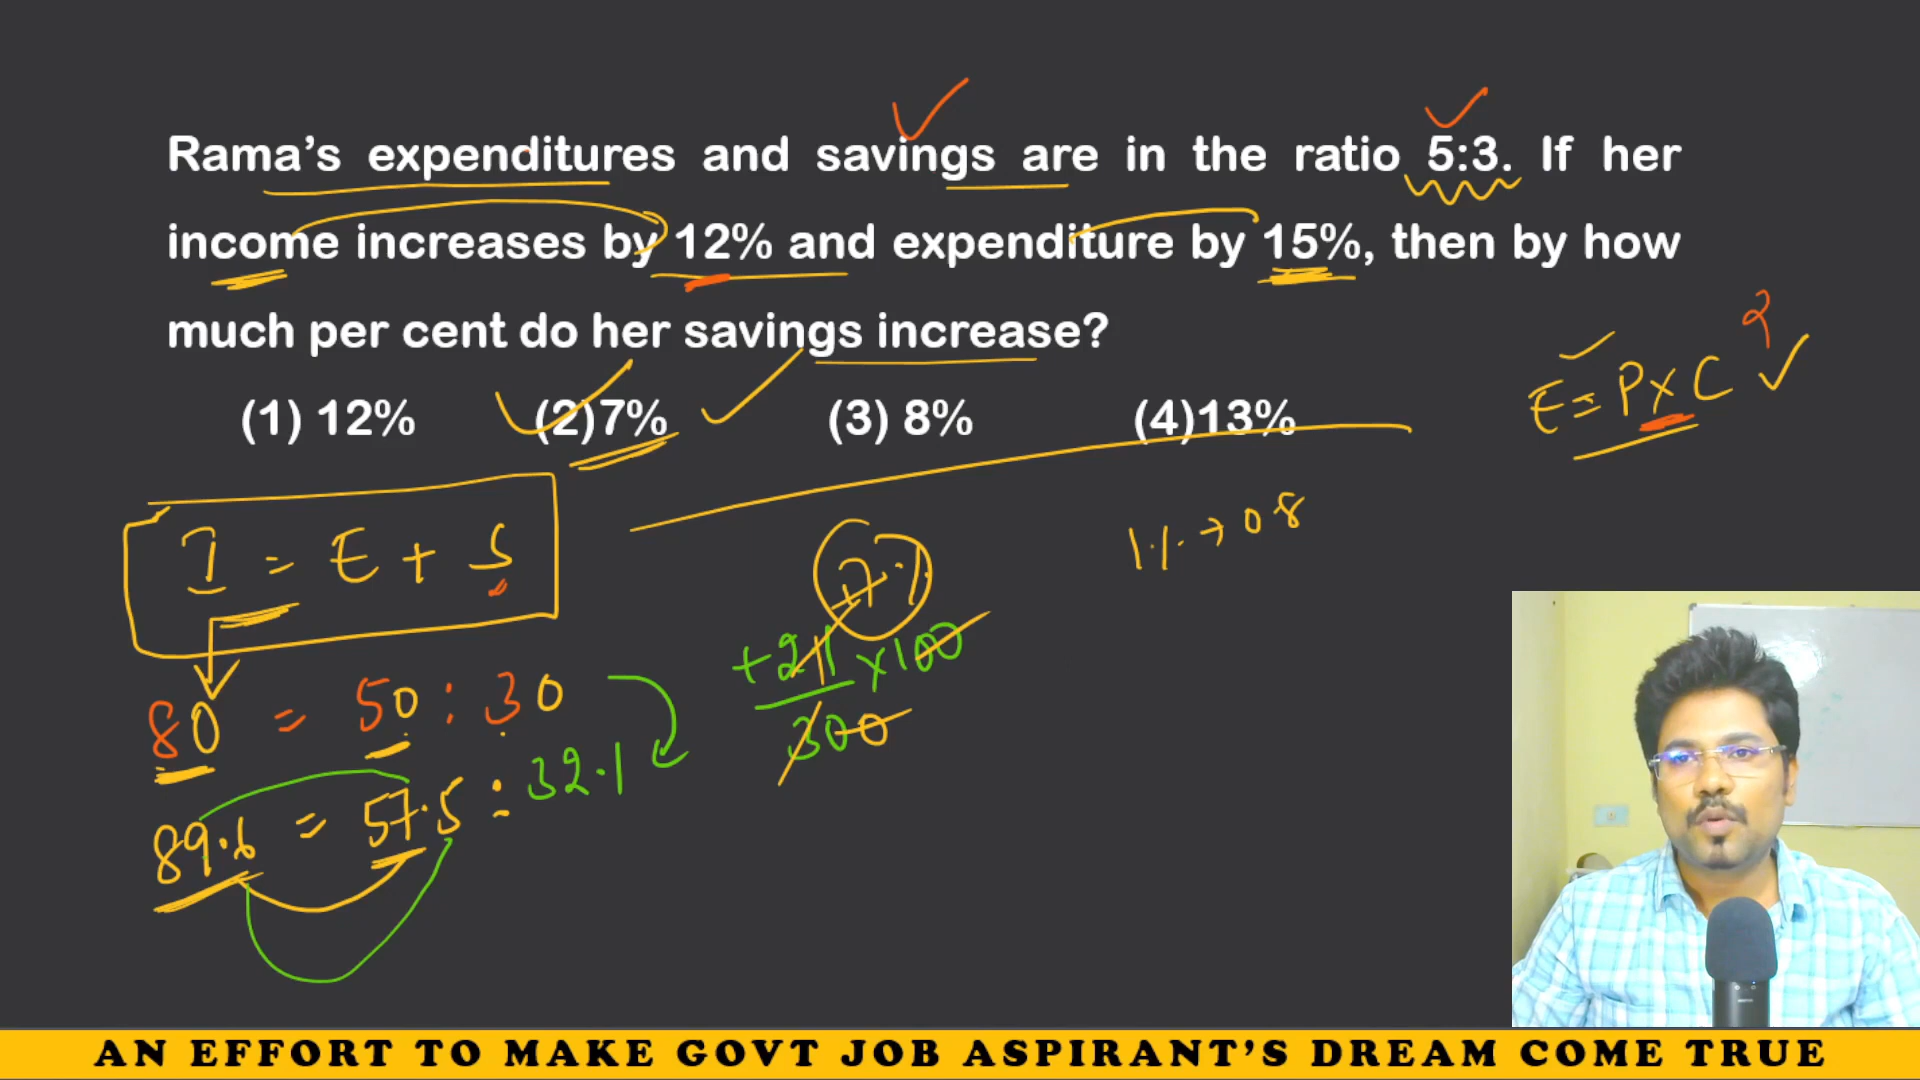 Rama's expenditures and savings are in the ratio 5:3. If her
income increases by 12% and expenditure by 15%, then by how
much per cent do her savings increase?
(1) 12% (2)7% (3) 8% (4)13%
E = P x C
I = E + S
1% → 0.8
+7%
+21 x 100
300
80 = 50 : 30
89.6 = 57.5 : 32.1
AN EFFORT TO MAKE GOVT JOB ASPIRANT'S DREAM COME TRUE